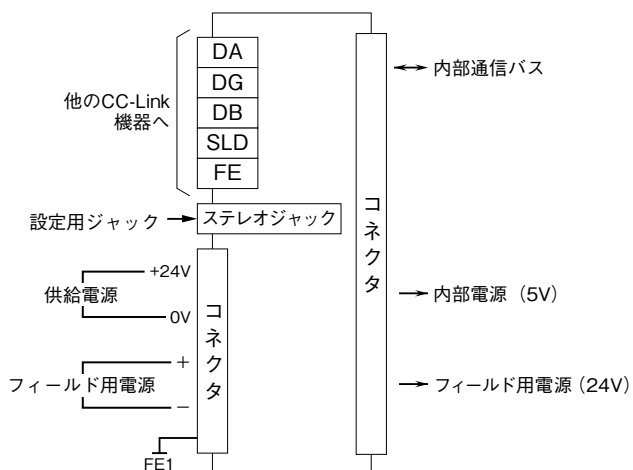 DA
DG
DB
SLD
FE
他のCC-Link
機器へ
設定用ジャック
ステレオジャック
+24V
供給電源
0V
+
フィールド用電源
−
FE1
コネクタ
コネクタ
内部通信バス
内部電源（5V）
フィールド用電源（24V）